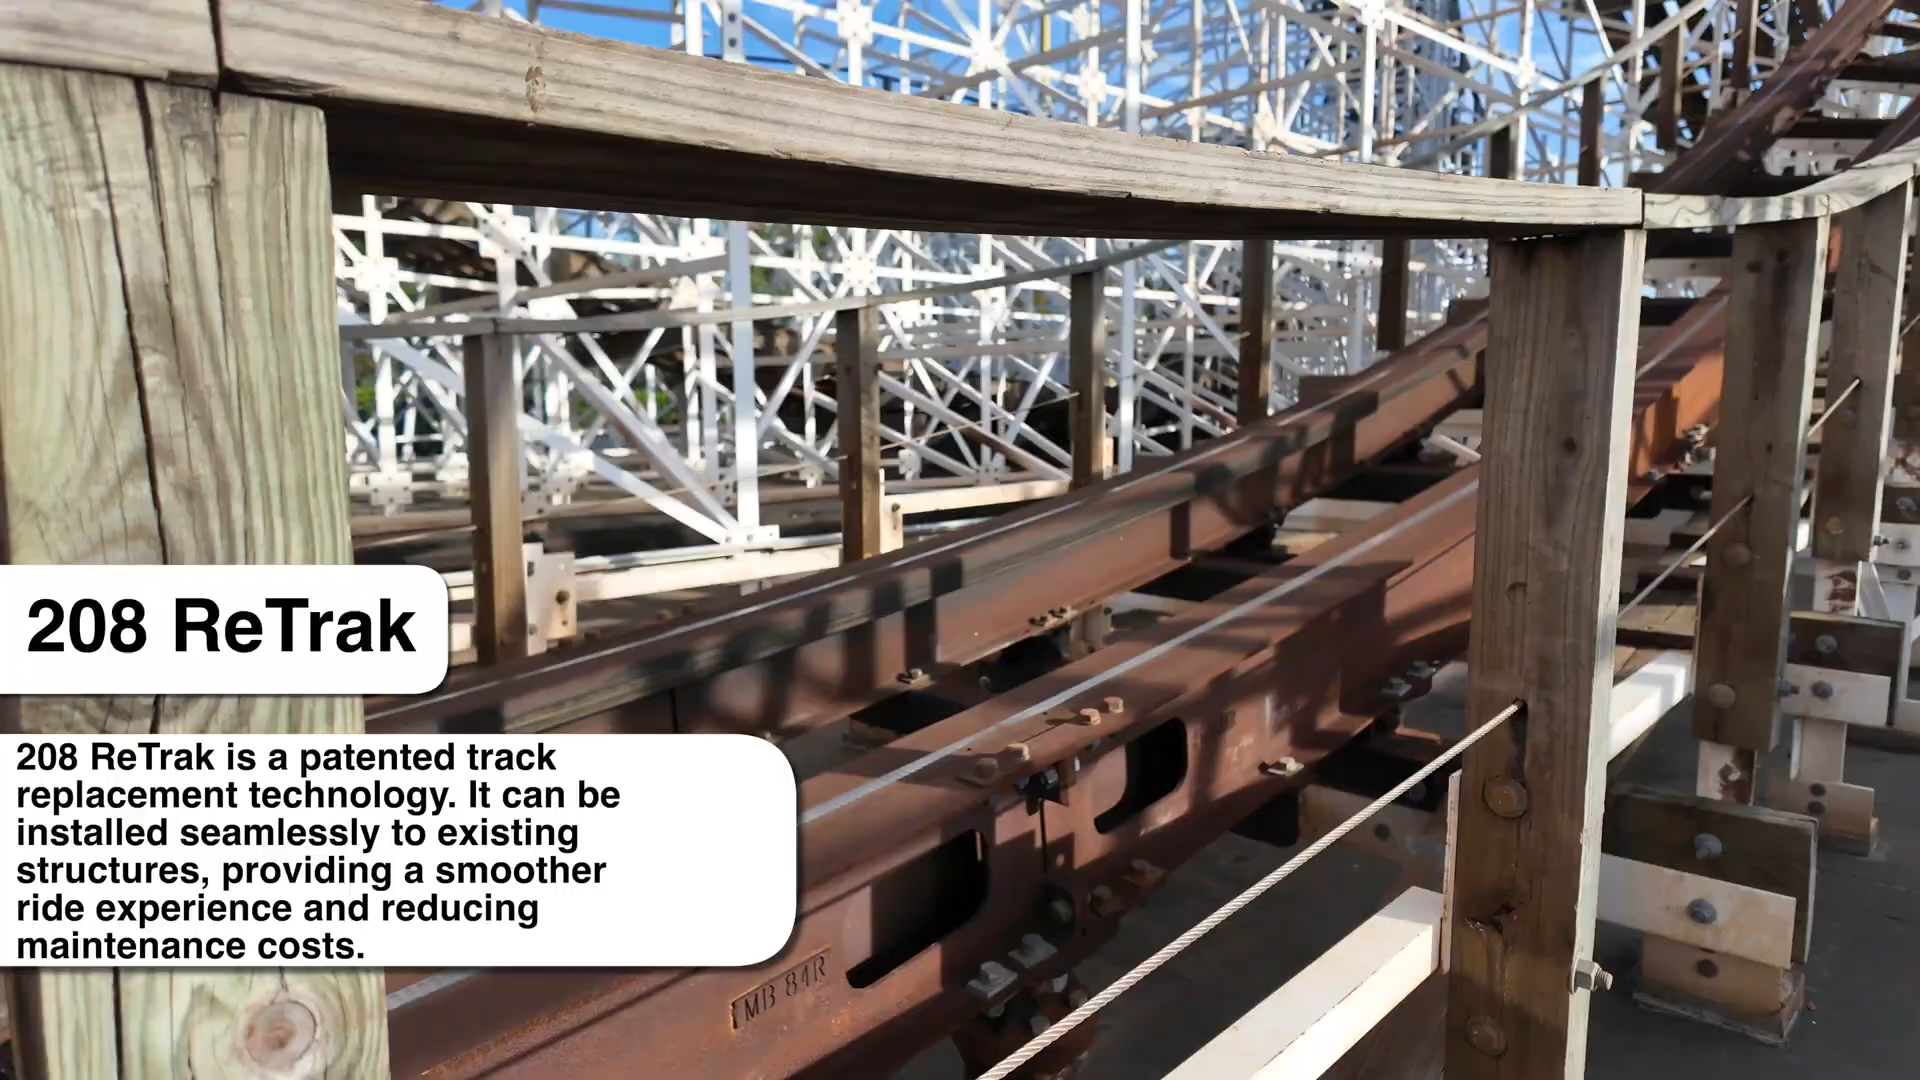 208 ReTrak
208 ReTrak is a patented track
replacement technology. It can be
installed seamlessly to existing
structures, providing a smoother
ride experience and reducing
maintenance costs.
MB 84R